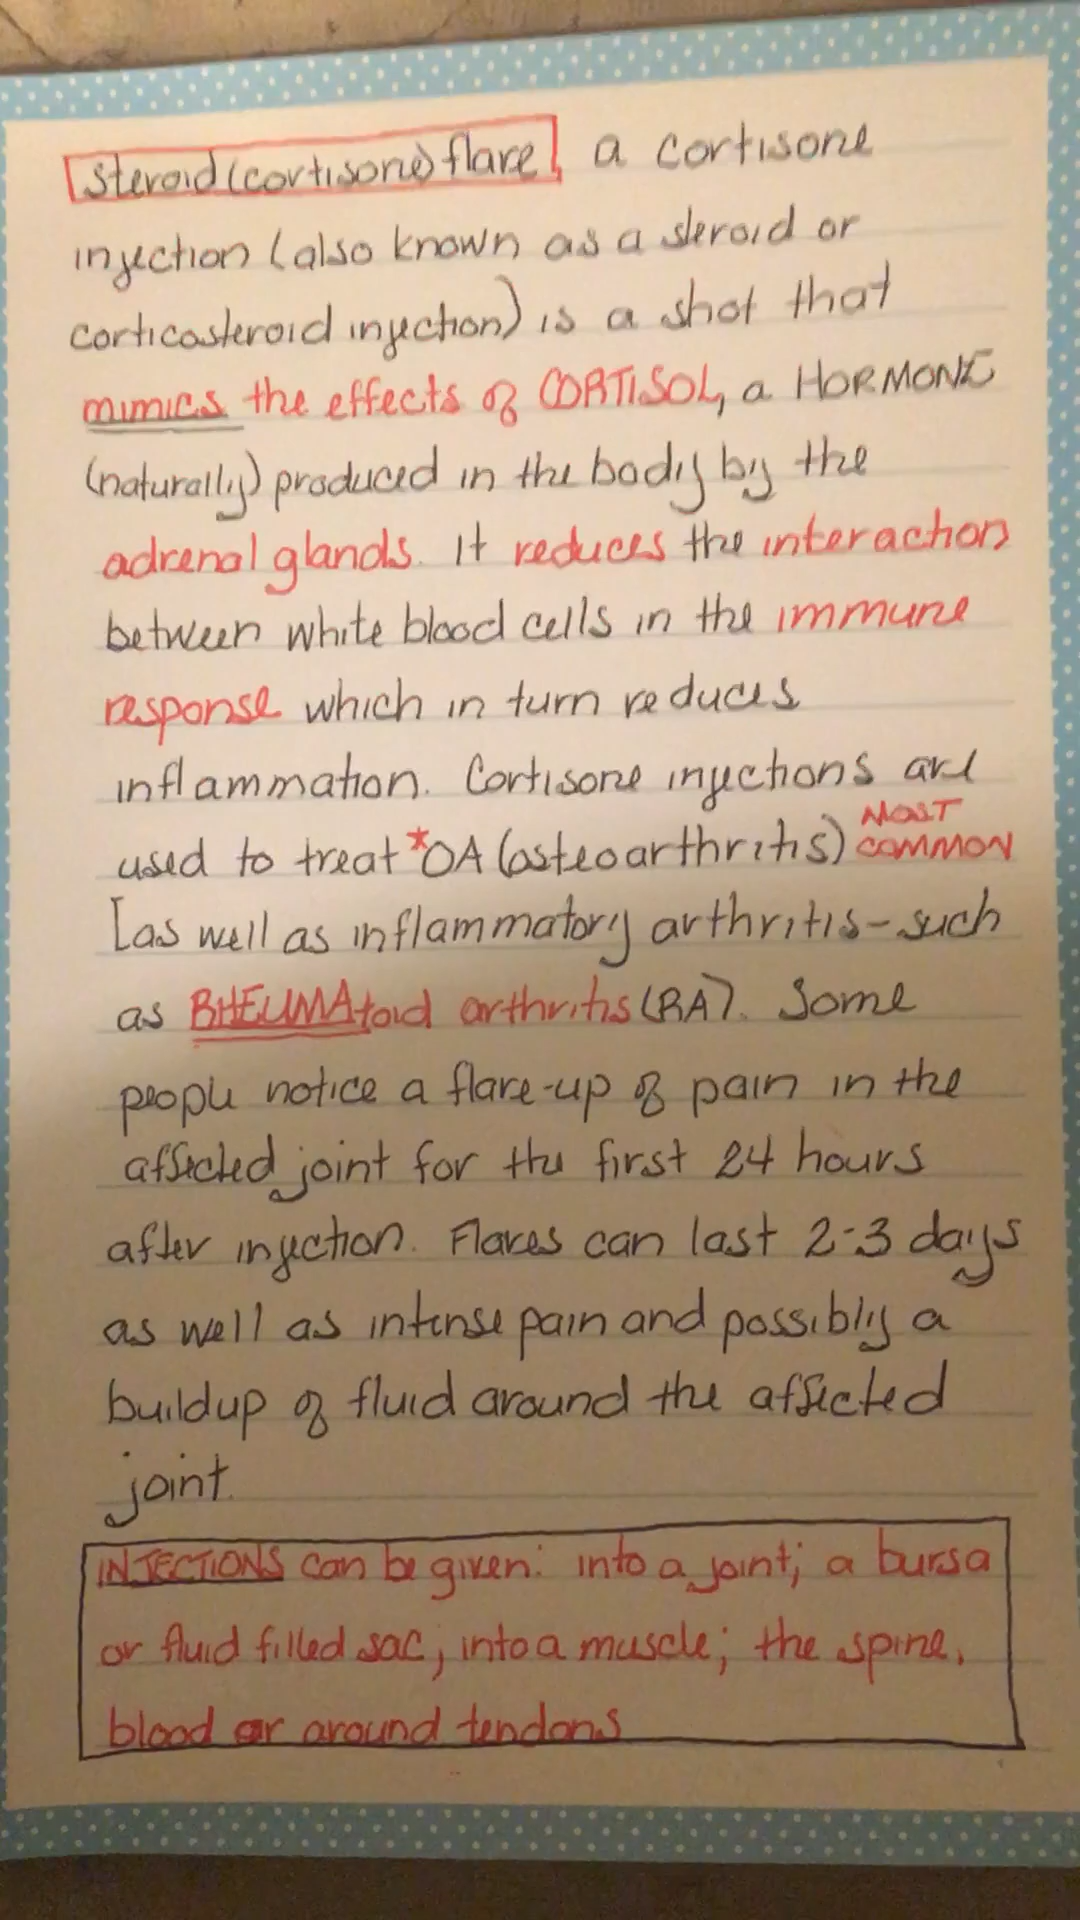 steroid (cortisone) flare, a cortisone
injection (also known as a steroid or
corticosteroid injection) is a shot that
mimics the effects of CORTISOL, a HORMONE
(naturally) produced in the body by the
adrenal glands. It reduces the interaction
between white blood cells in the immune
response which in turn reduces
inflammation. Cortisone injections are
used to treat *OA (osteoarthritis) MOST COMMON
[as well as inflammatory arthritis-such
as RHEUMAtoid arthritis (RA)]. Some
people notice a flare-up of pain in the
affected joint for the first 24 hours
after injection. Flares can last 2-3 days
as well as intense pain and possibly a
buildup of fluid around the affected
joint.
INJECTIONS can be given: into a joint; a bursa
or fluid filled sac; into a muscle; the spine,
blood or around tendons